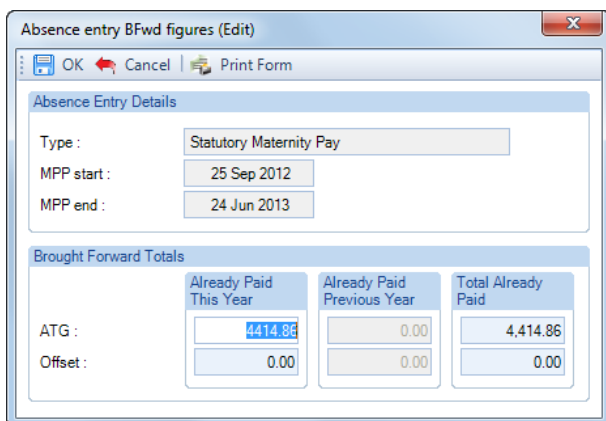 Absence entry BFwd figures (Edit)
OK Cancel Print Form
Absence Entry Details
Type : Statutory Maternity Pay
MPP start : 25 Sep 2012
MPP end : 24 Jun 2013
Brought Forward Totals
Already Paid This Year Already Paid Previous Year Total Already Paid
ATG : 4414.86 0.00 4,414.86
Offset : 0.00 0.00 0.00